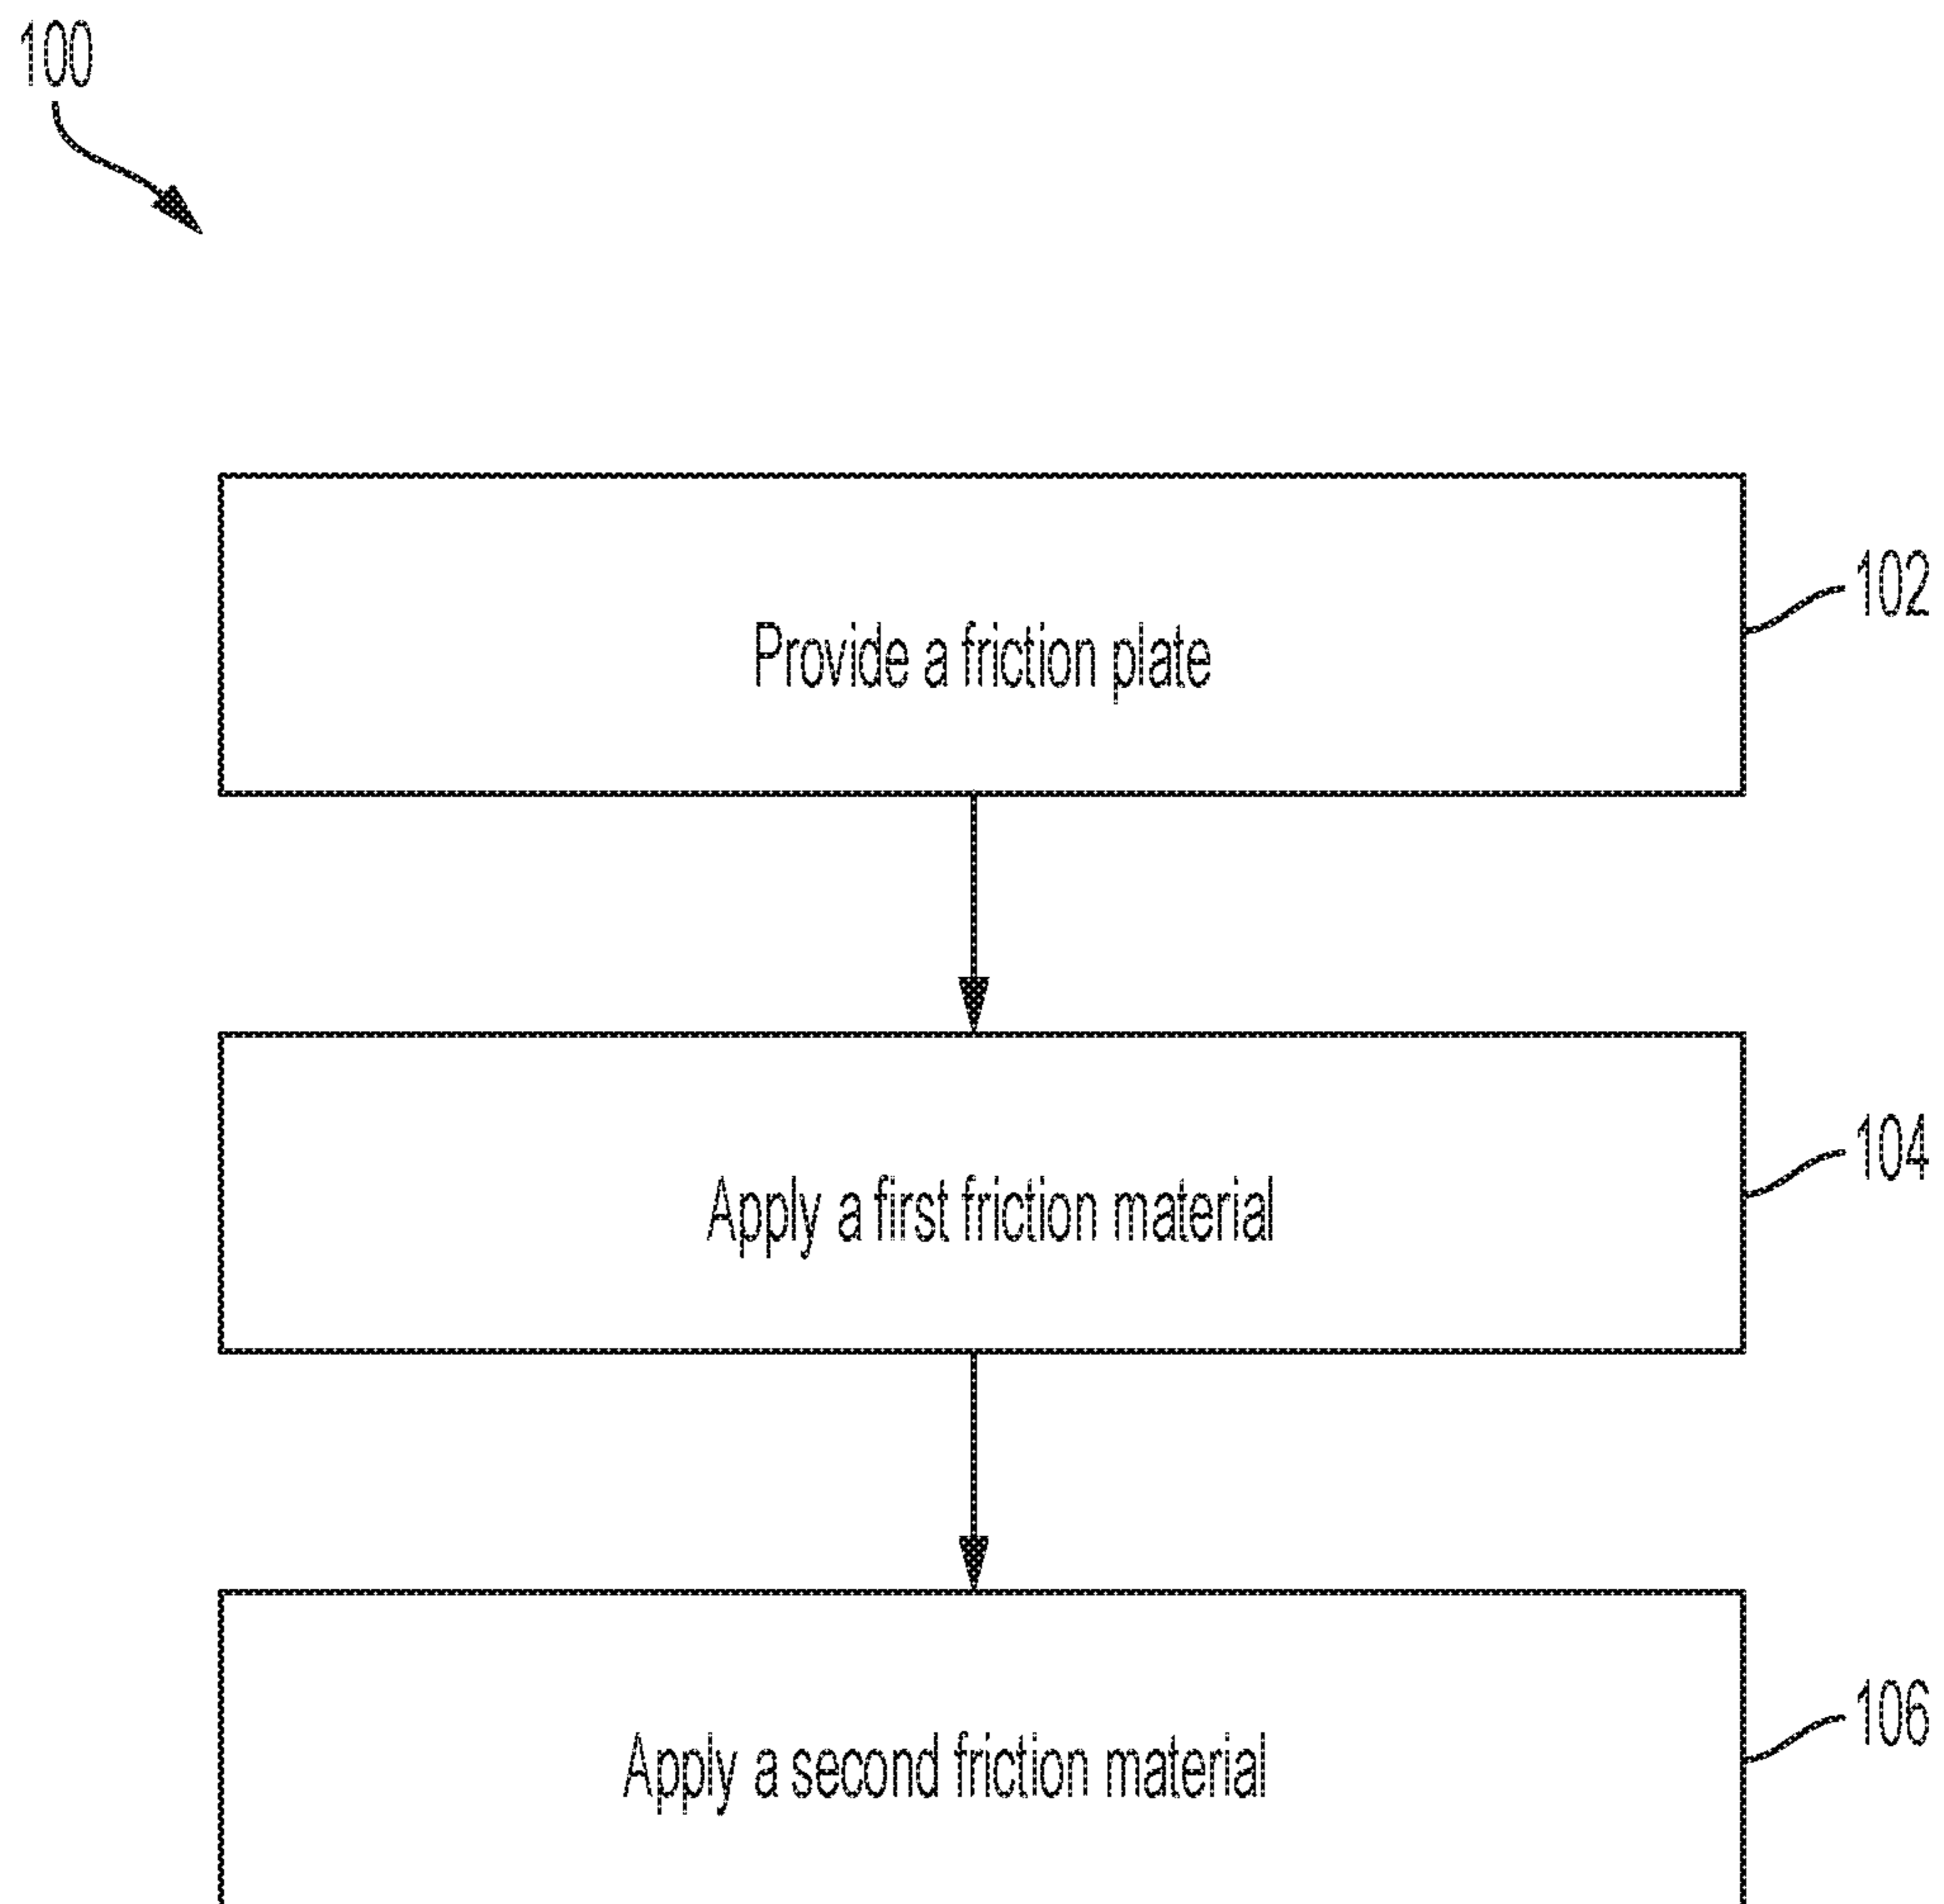 100
Provide a friction plate
102
Apply a first friction material
104
Apply a second friction material
106